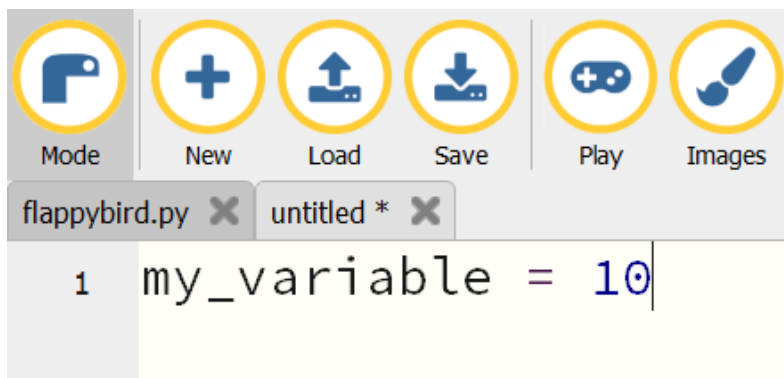 Mode New Load Save Play Images
flappybird.py untitled *
1 my_variable = 10